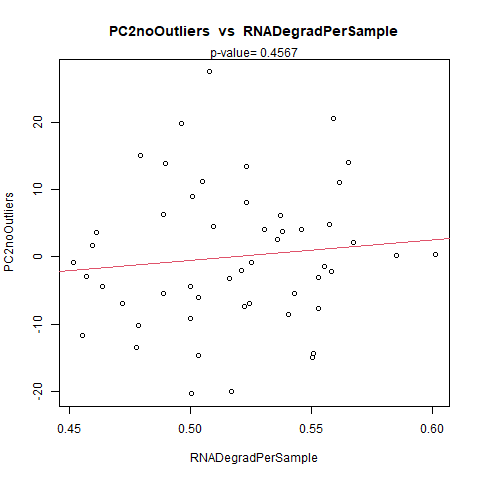 PC2noOutliers vs RNADegradPerSample
p-value= 0.4567
20
10
0
-10
-20
PC2noOutliers
0.45 0.50 0.55 0.60
RNADegradPerSample